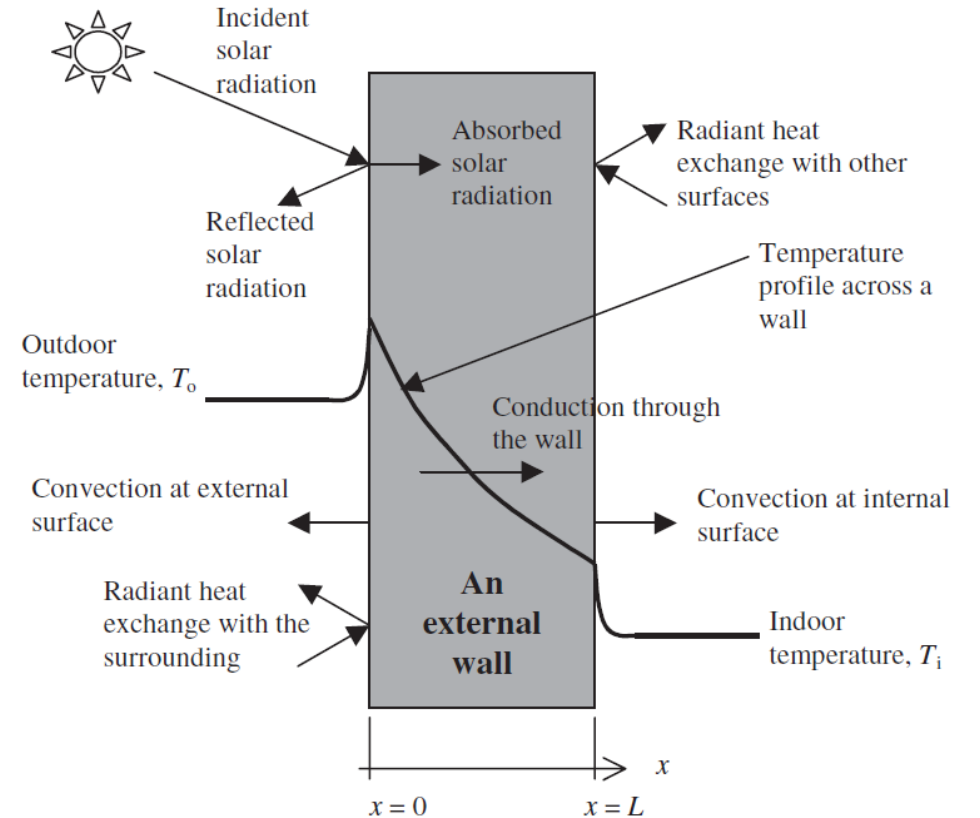 Incident
solar
radiation
Absorbed
solar
radiation
Radiant heat
exchange with other
surfaces
Reflected
solar
radiation
Temperature
profile across a
wall
Outdoor
temperature, Tₒ
Conduction through
the wall
Convection at external
surface
Convection at internal
surface
Radiant heat
exchange with the
surrounding
An
external
wall
Indoor
temperature, Tᵢ
x
x = 0
x = L